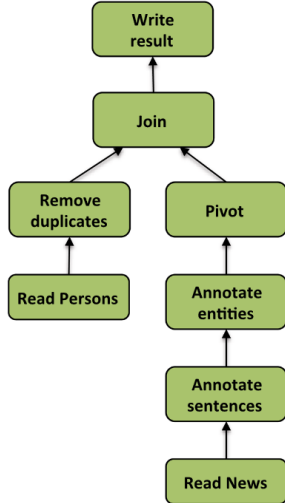 Write
result
Join
Remove
duplicates
Pivot
Read Persons
Annotate
entities
Annotate
sentences
Read News